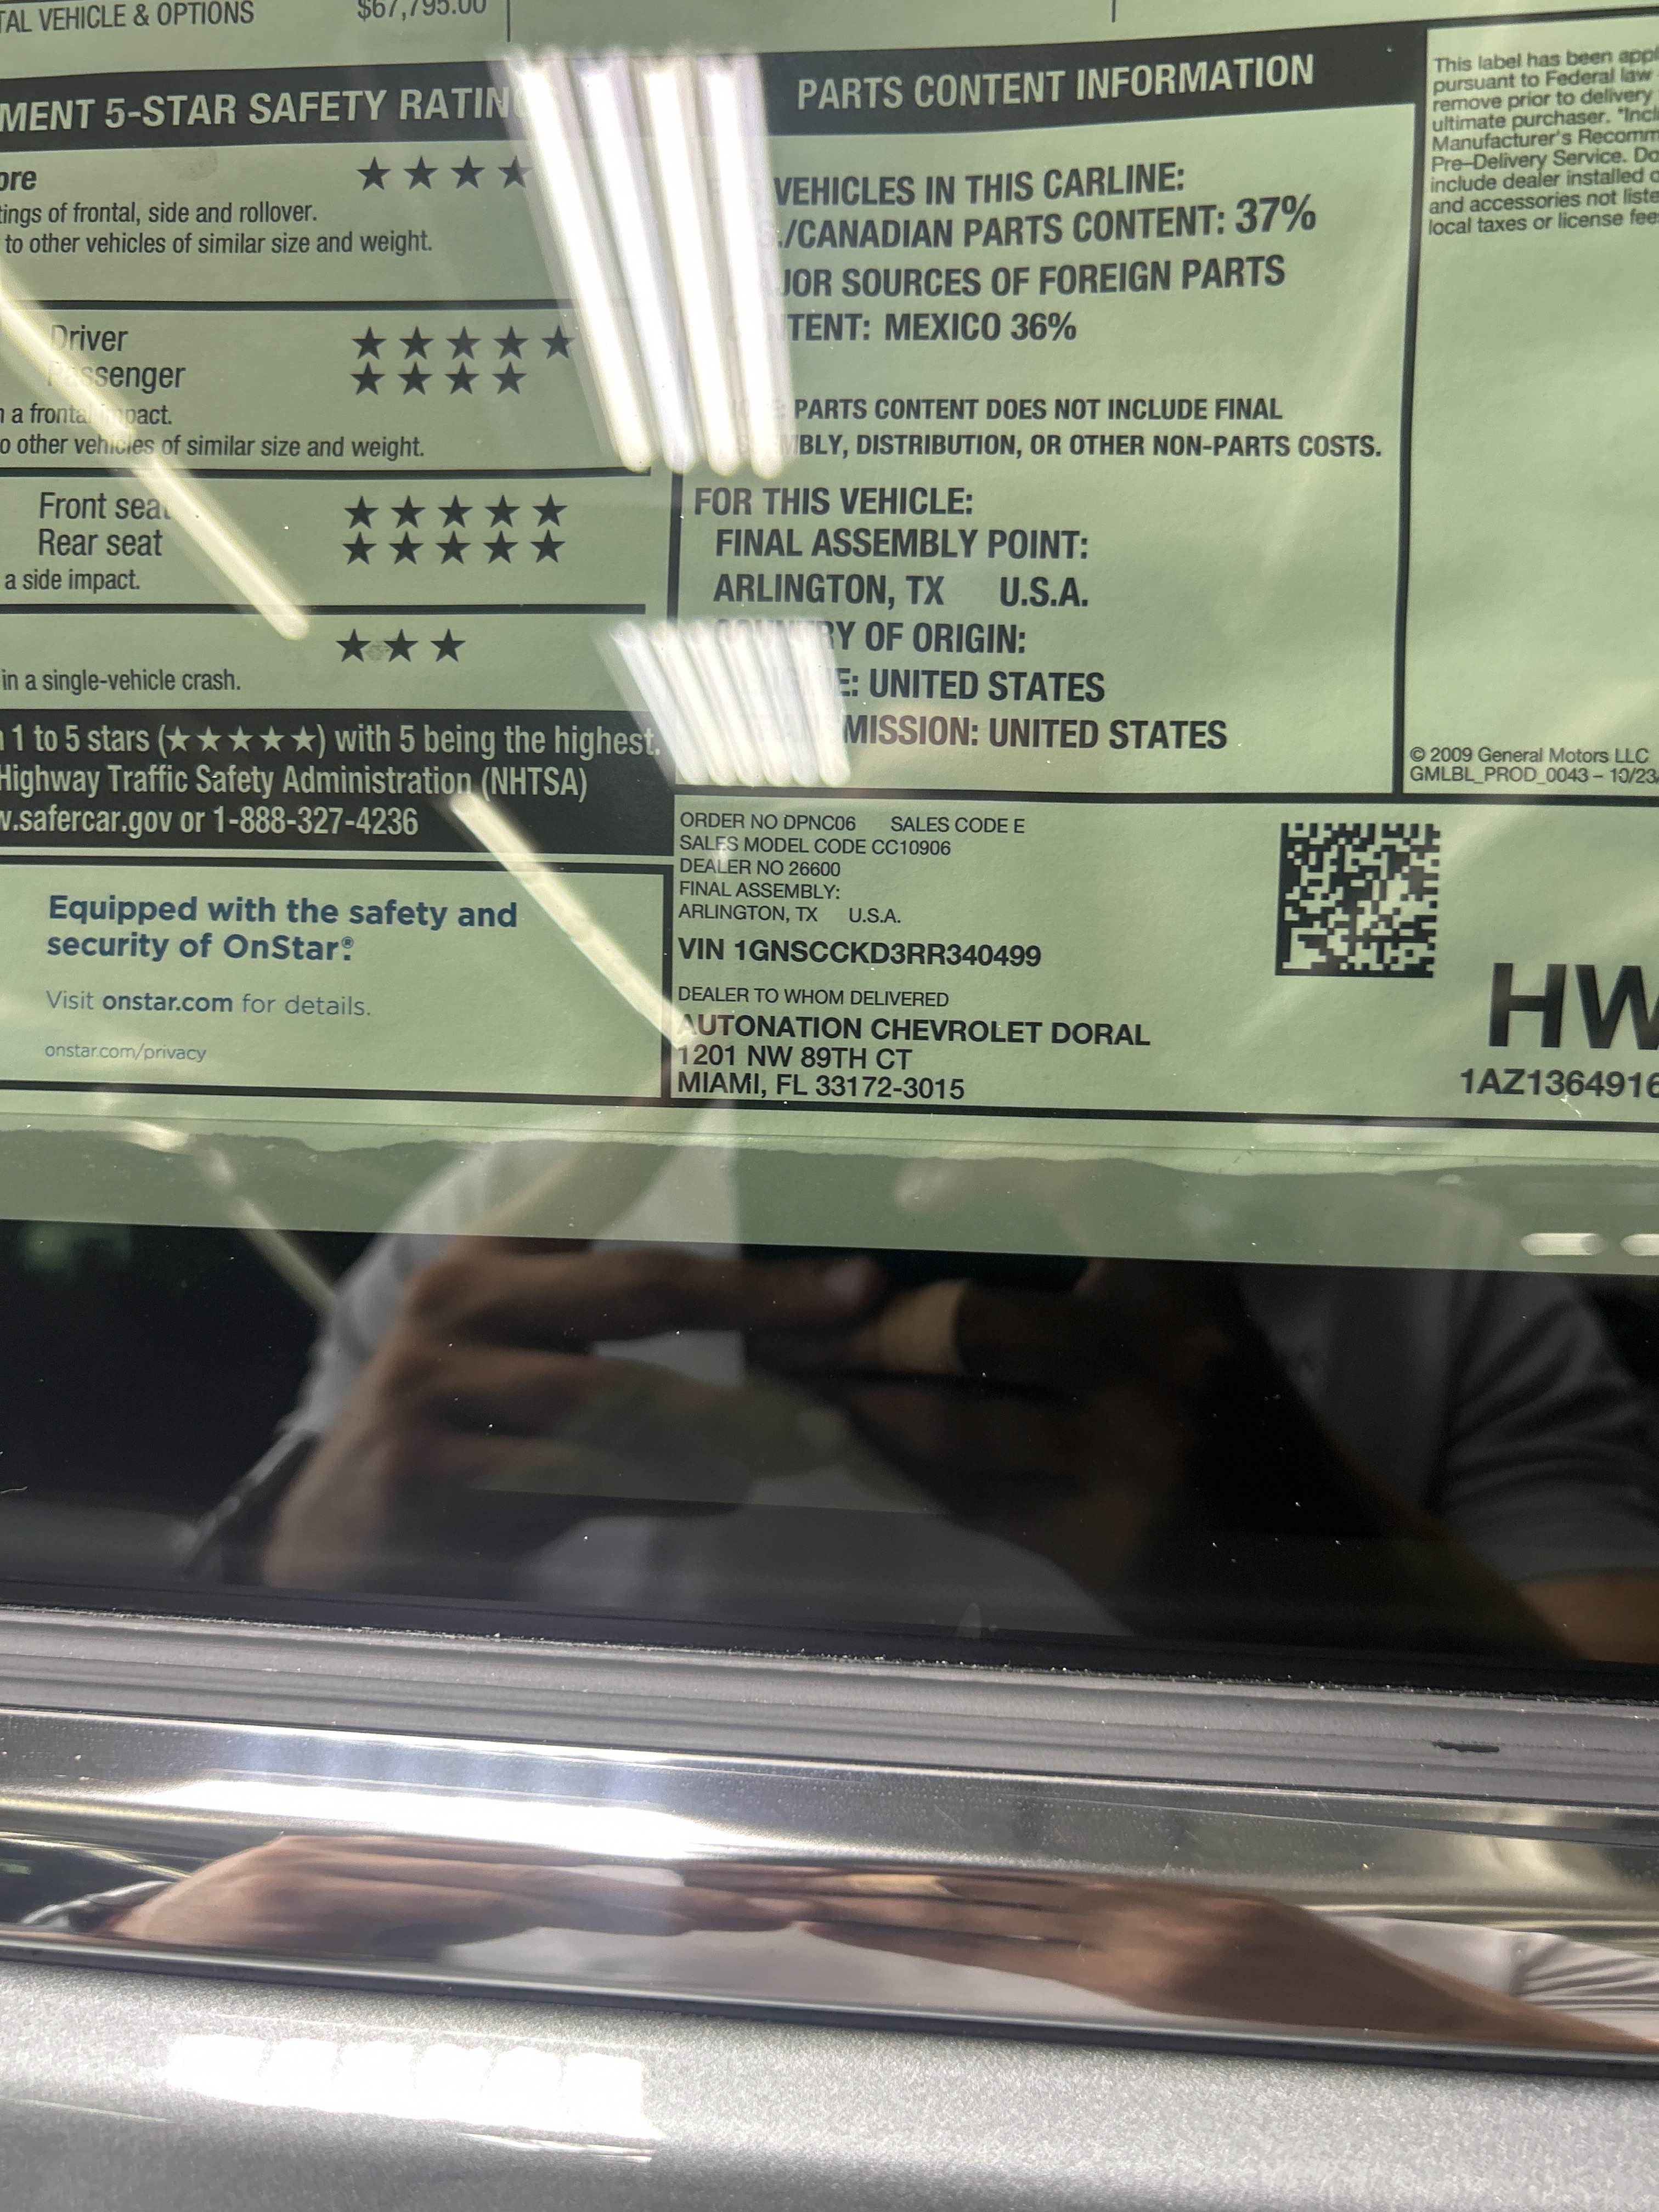 TAL VEHICLE & OPTIONS $67,795.00
MENT 5-STAR SAFETY RATIN
ore ★★★★
tings of frontal, side and rollover.
to other vehicles of similar size and weight.
Driver ★★★★★
Passenger ★★★★
n a frontal impact.
o other vehicles of similar size and weight.
Front seat ★★★★★
Rear seat ★★★★★
a side impact.
★★★
in a single-vehicle crash.
1 to 5 stars (★★★★★) with 5 being the highest.
Highway Traffic Safety Administration (NHTSA)
w.safercar.gov or 1-888-327-4236
Equipped with the safety and
security of OnStar®.
Visit onstar.com for details.
onstar.com/privacy
PARTS CONTENT INFORMATION
VEHICLES IN THIS CARLINE:
./CANADIAN PARTS CONTENT: 37%
JOR SOURCES OF FOREIGN PARTS
TENT: MEXICO 36%
PARTS CONTENT DOES NOT INCLUDE FINAL
MBLY, DISTRIBUTION, OR OTHER NON-PARTS COSTS.
FOR THIS VEHICLE:
FINAL ASSEMBLY POINT:
ARLINGTON, TX U.S.A.
COUNTRY OF ORIGIN:
E: UNITED STATES
MISSION: UNITED STATES
This label has been appl
pursuant to Federal law
remove prior to delivery
ultimate purchaser. *Incl
Manufacturer's Recomm
Pre-Delivery Service. Do
include dealer installed o
and accessories not liste
local taxes or license fee
© 2009 General Motors LLC
GMLBL_PROD_0043 – 10/23
ORDER NO DPNC06 SALES CODE E
SALES MODEL CODE CC10906
DEALER NO 26600
FINAL ASSEMBLY:
ARLINGTON, TX U.S.A.
VIN 1GNSCCKD3RR340499
DEALER TO WHOM DELIVERED
AUTONATION CHEVROLET DORAL
1201 NW 89TH CT
MIAMI, FL 33172-3015
HW
1AZ1364916